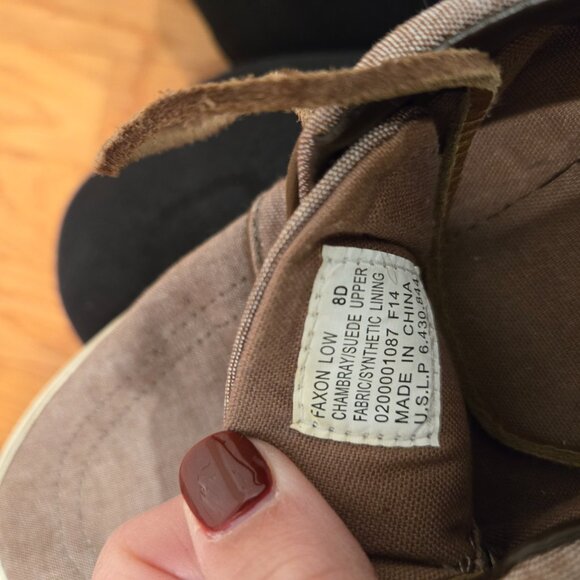 "FAXON LOW 8D
CHAMBRAY/SUEDE UPPER
FABRIC/SYNTHETIC LINING
0200001087 F14
MADE IN CHINA
U.S.L.P 6,430,844